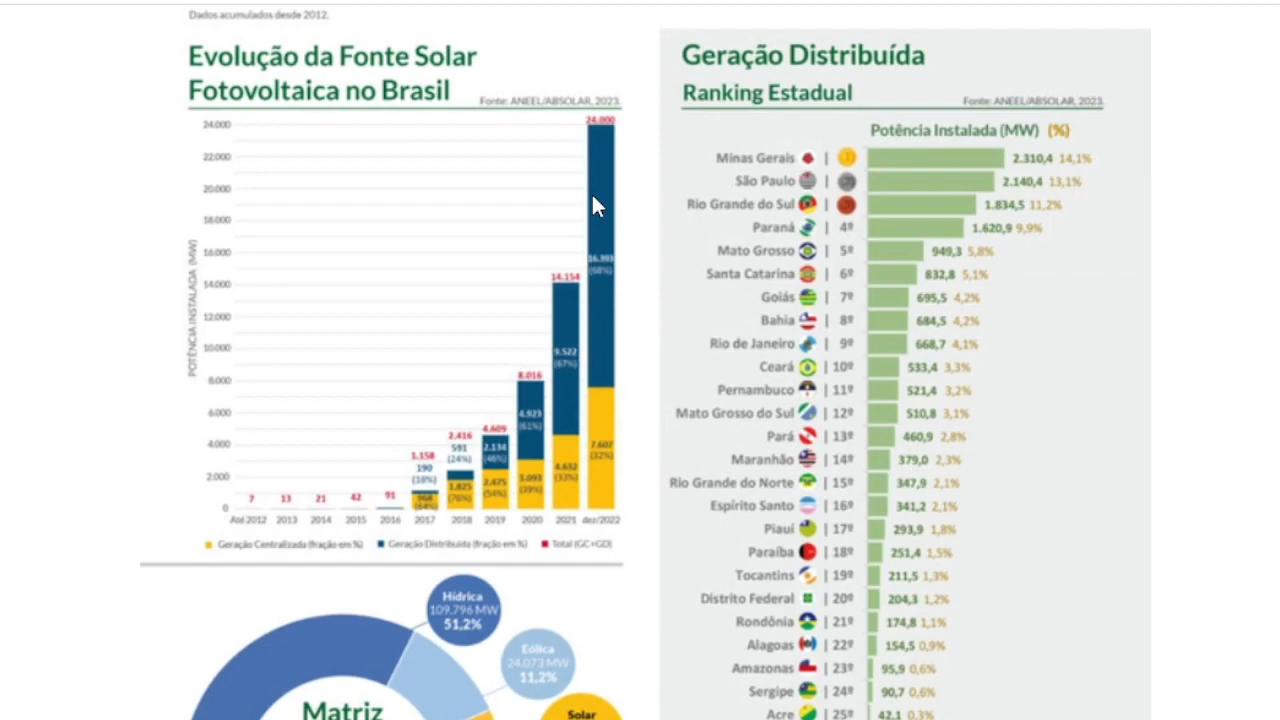 Dados acumulados desde 2012.
Evolução da Fonte Solar
Fotovoltaica no Brasil
Fonte: ANEEL/ABSOLAR, 2023.
POTÊNCIA INSTALADA (MW)
24.000
22.000
20.000
18.000
16.000
14.000
12.000
10.000
8.000
6.000
4.000
2.000
0
7
13
21
42
91
1.158
190
(16%)
968
(84%)
2.416
591
(24%)
1.825
(76%)
4.609
2.134
(46%)
2.475
(54%)
8.016
4.923
(61%)
3.093
(39%)
14.154
9.522
(67%)
4.632
(33%)
24.000
16.393
(68%)
7.607
(32%)
Até 2012 2013 2014 2015 2016 2017 2018 2019 2020 2021 dez/2022
Geração Centralizada (fração em %) Geração Distribuída (fração em %) Total (GC+GD)
Hídrica
109.796 MW
51,2%
Eólica
24.073 MW
11,2%
Solar
Matriz
Geração Distribuída
Ranking Estadual
Fonte: ANEEL/ABSOLAR, 2023.
Potência Instalada (MW) (%)
Minas Gerais | 1º 2.310,4 14,1%
São Paulo | 2º 2.140,4 13,1%
Rio Grande do Sul | 3º 1.834,5 11,2%
Paraná | 4º 1.620,9 9,9%
Mato Grosso | 5º 949,3 5,8%
Santa Catarina | 6º 832,8 5,1%
Goiás | 7º 695,5 4,2%
Bahia | 8º 684,5 4,2%
Rio de Janeiro | 9º 668,7 4,1%
Ceará | 10º 533,4 3,3%
Pernambuco | 11º 521,4 3,2%
Mato Grosso do Sul | 12º 510,8 3,1%
Pará | 13º 460,9 2,8%
Maranhão | 14º 379,0 2,3%
Rio Grande do Norte | 15º 347,9 2,1%
Espírito Santo | 16º 341,2 2,1%
Piauí | 17º 293,9 1,8%
Paraíba | 18º 251,4 1,5%
Tocantins | 19º 211,5 1,3%
Distrito Federal | 20º 204,3 1,2%
Rondônia | 21º 174,8 1,1%
Alagoas | 22º 154,5 0,9%
Amazonas | 23º 95,9 0,6%
Sergipe | 24º 90,7 0,6%
Acre | 25º 42,1 0,3%